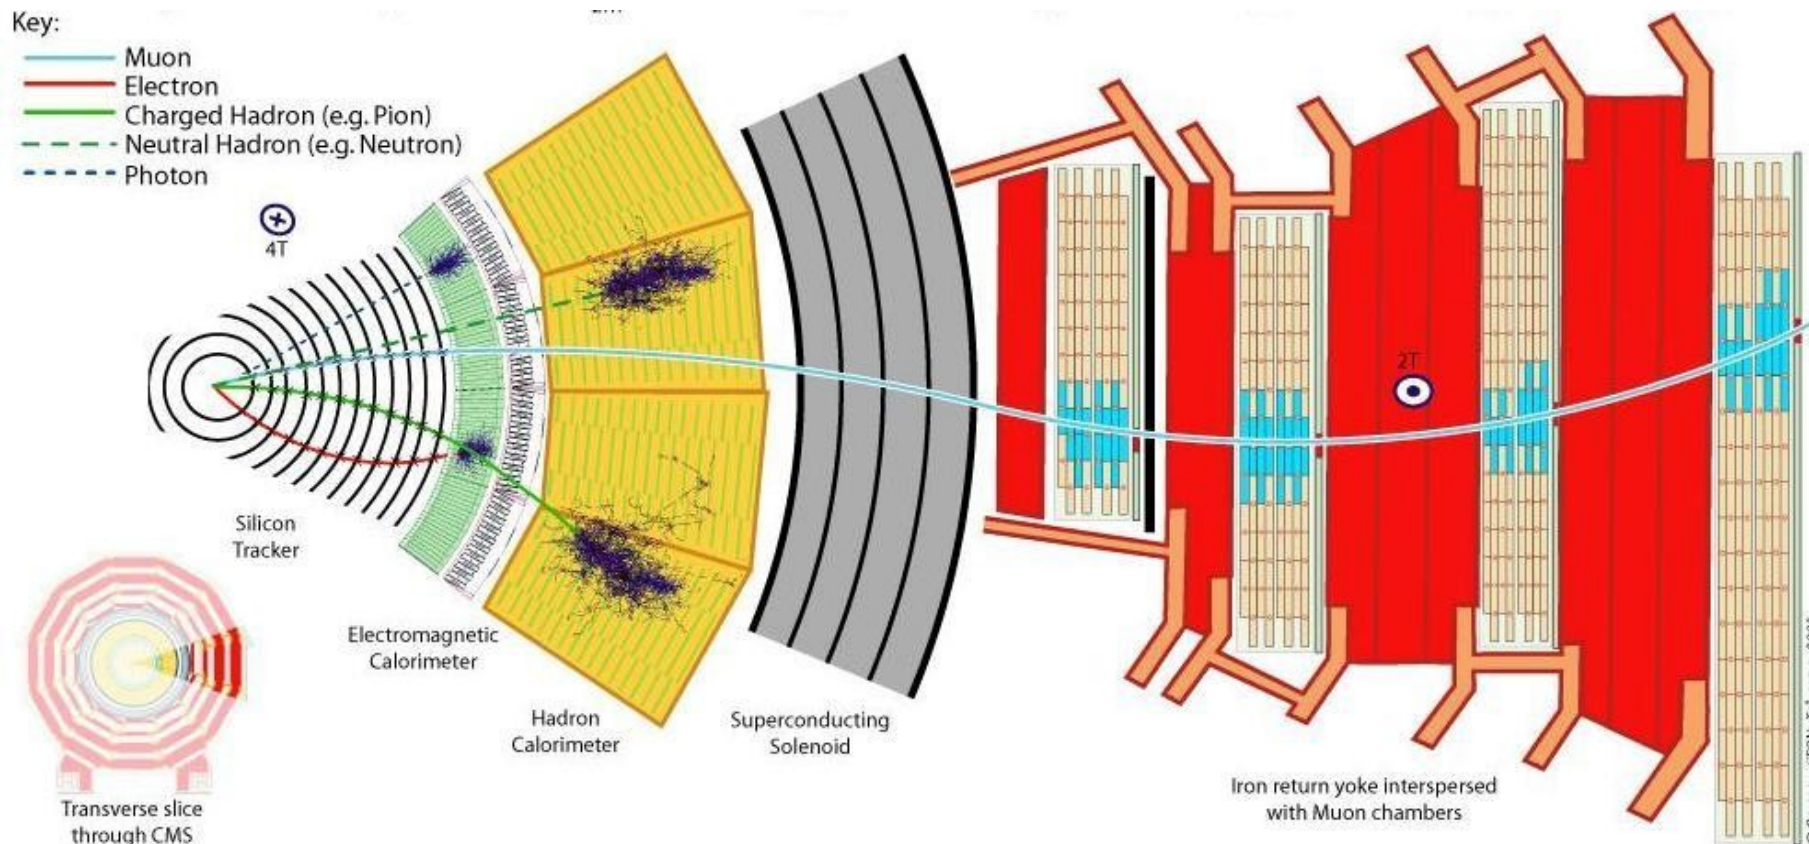 Key:
Muon
Electron
Charged Hadron (e.g. Pion)
Neutral Hadron (e.g. Neutron)
Photon
4T
2T
Silicon
Tracker
Electromagnetic
Calorimeter
Hadron
Calorimeter
Superconducting
Solenoid
Iron return yoke interspersed
with Muon chambers
Transverse slice
through CMS